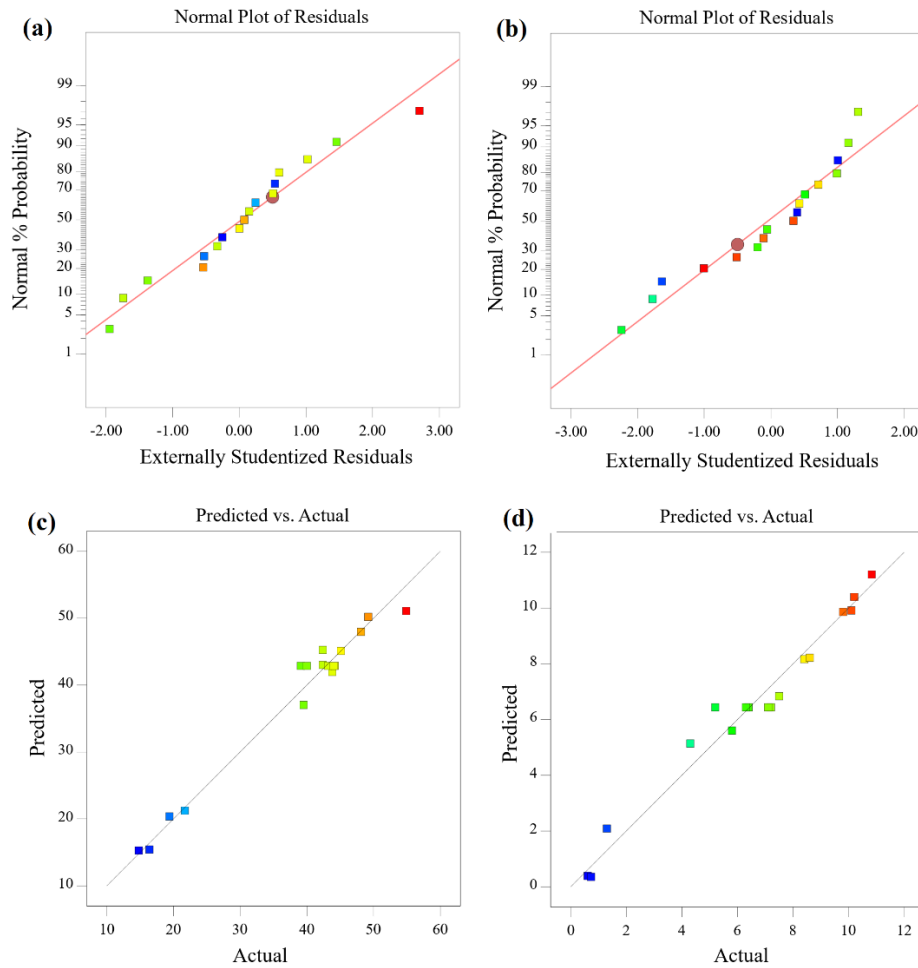 (a)
Normal Plot of Residuals
Normal % Probability
99
95
90
80
70
50
30
20
10
5
1
-2.00 -1.00 0.00 1.00 2.00 3.00
Externally Studentized Residuals
(b)
Normal Plot of Residuals
Normal % Probability
99
95
90
80
70
50
30
20
10
5
1
-3.00 -2.00 -1.00 0.00 1.00 2.00
Externally Studentized Residuals
(c)
Predicted vs. Actual
Predicted
60
50
40
30
20
10
10 20 30 40 50 60
Actual
(d)
Predicted vs. Actual
Predicted
12
10
8
6
4
2
0
0 2 4 6 8 10 12
Actual